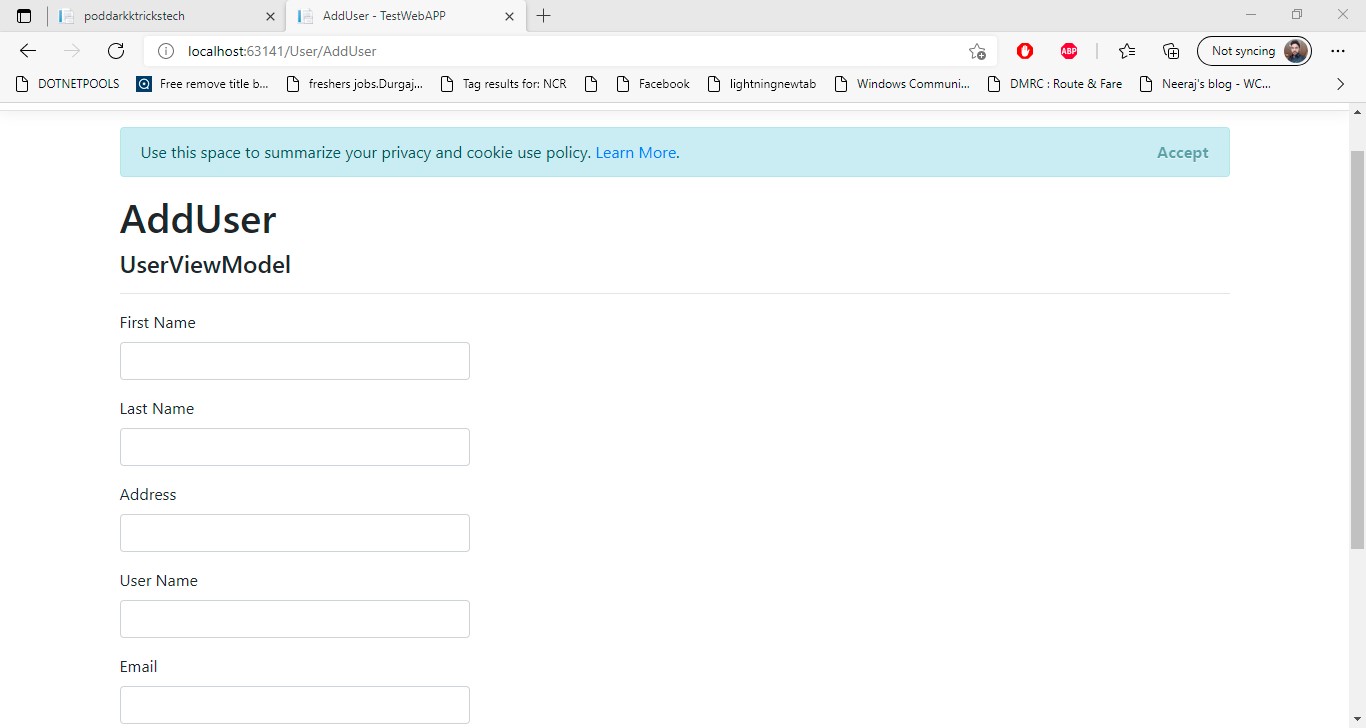 poddarkktrickstech
AddUser - TestWebAPP
localhost:63141/User/AddUser
ABP
Not syncing
DOTNETPOOLS
Free remove title b...
freshers jobs.Durgaj...
Tag results for: NCR
Facebook
lightningnewtab
Windows Communi...
DMRC : Route & Fare
Neeraj's blog - WC...
Use this space to summarize your privacy and cookie use policy. Learn More.
Accept
AddUser
UserViewModel
First Name
Last Name
Address
User Name
Email